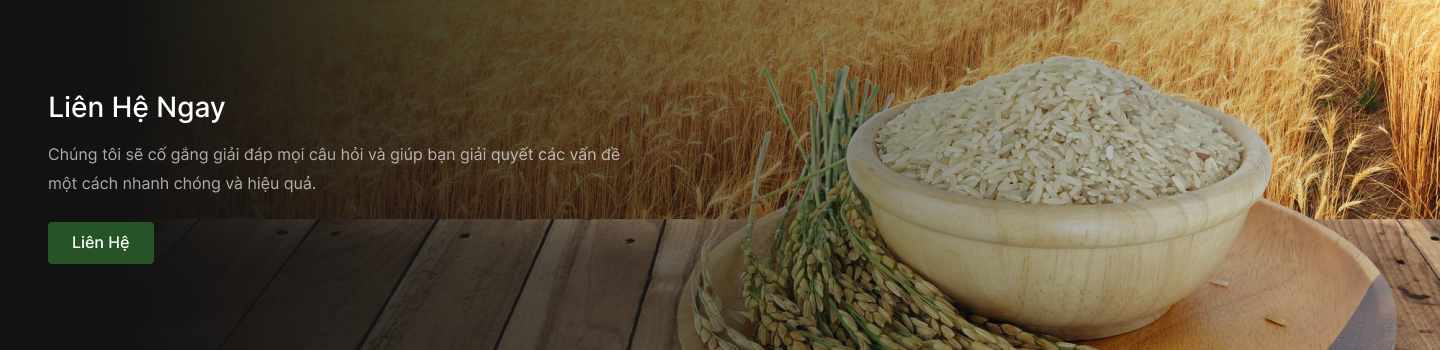 Liên Hệ Ngay
Chúng tôi sẽ cố gắng giải đáp mọi câu hỏi và giúp bạn giải quyết các vấn đề
một cách nhanh chóng và hiệu quả.
Liên Hệ